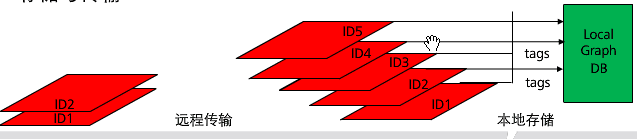 ID5
ID4
ID3
ID2
ID1
tags
tags
Local
Graph
DB
ID2
ID1
远程传输
本地存储